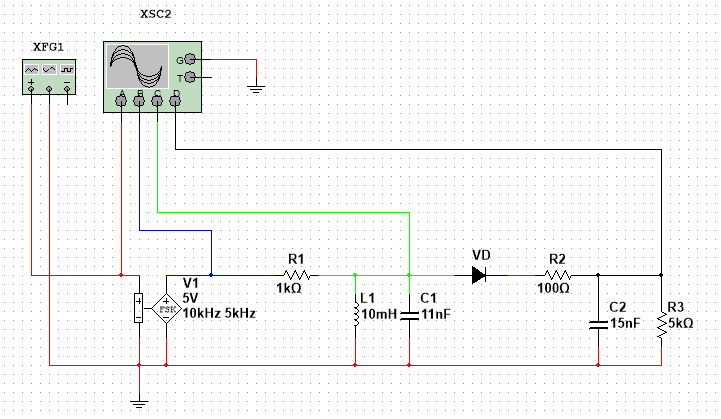 XSC2
XFG1
G
T
A B C D
+ −
R1
1kΩ
VD
R2
100Ω
V1
5V
10kHz 5kHz
FSK
L1
10mH
C1
11nF
C2
15nF
R3
5kΩ